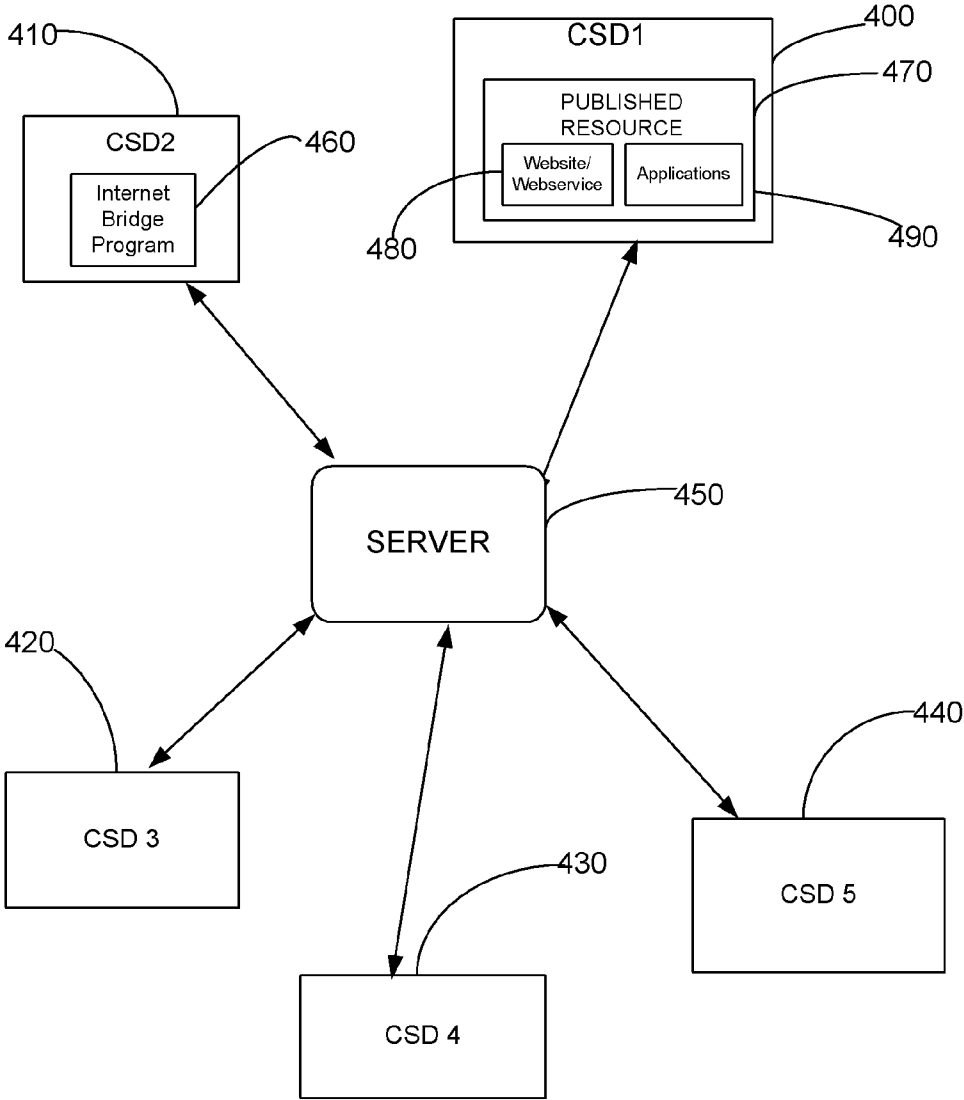 410
CSD1
400
470
PUBLISHED
RESOURCE
CSD2
460
Website/
Webservice
Applications
Internet
Bridge
Program
480
490
450
SERVER
420
440
CSD 3
430
CSD 5
CSD 4